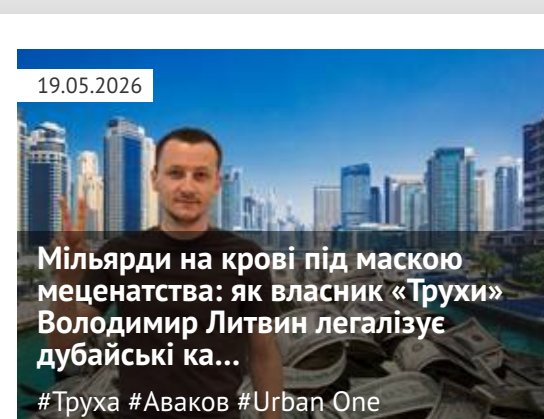 19.05.2026
Мільярди на крові під маскою
меценатства: як власник «Трухи»
Володимир Литвин легалізує
дубайські ка...
#Труха #Аваков #Urban One